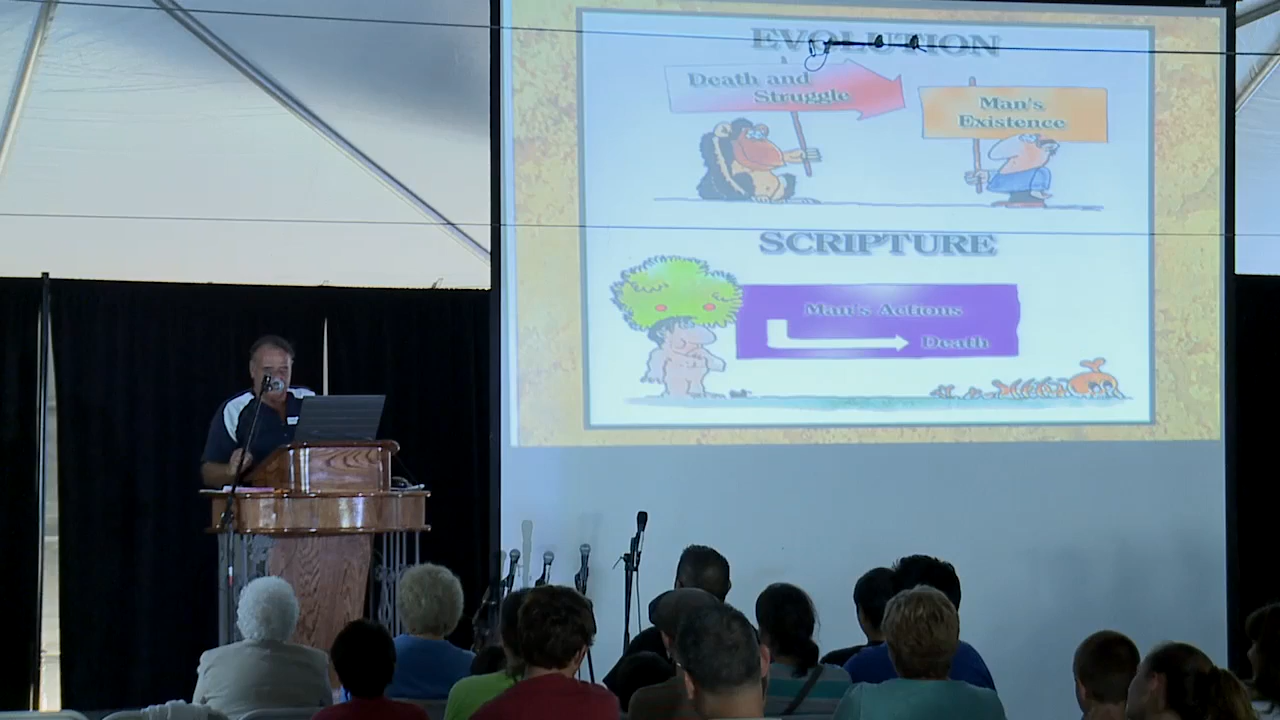 EVOLUTION
Death and
Struggle
Man's
Existence
SCRIPTURE
Man's Actions
Death